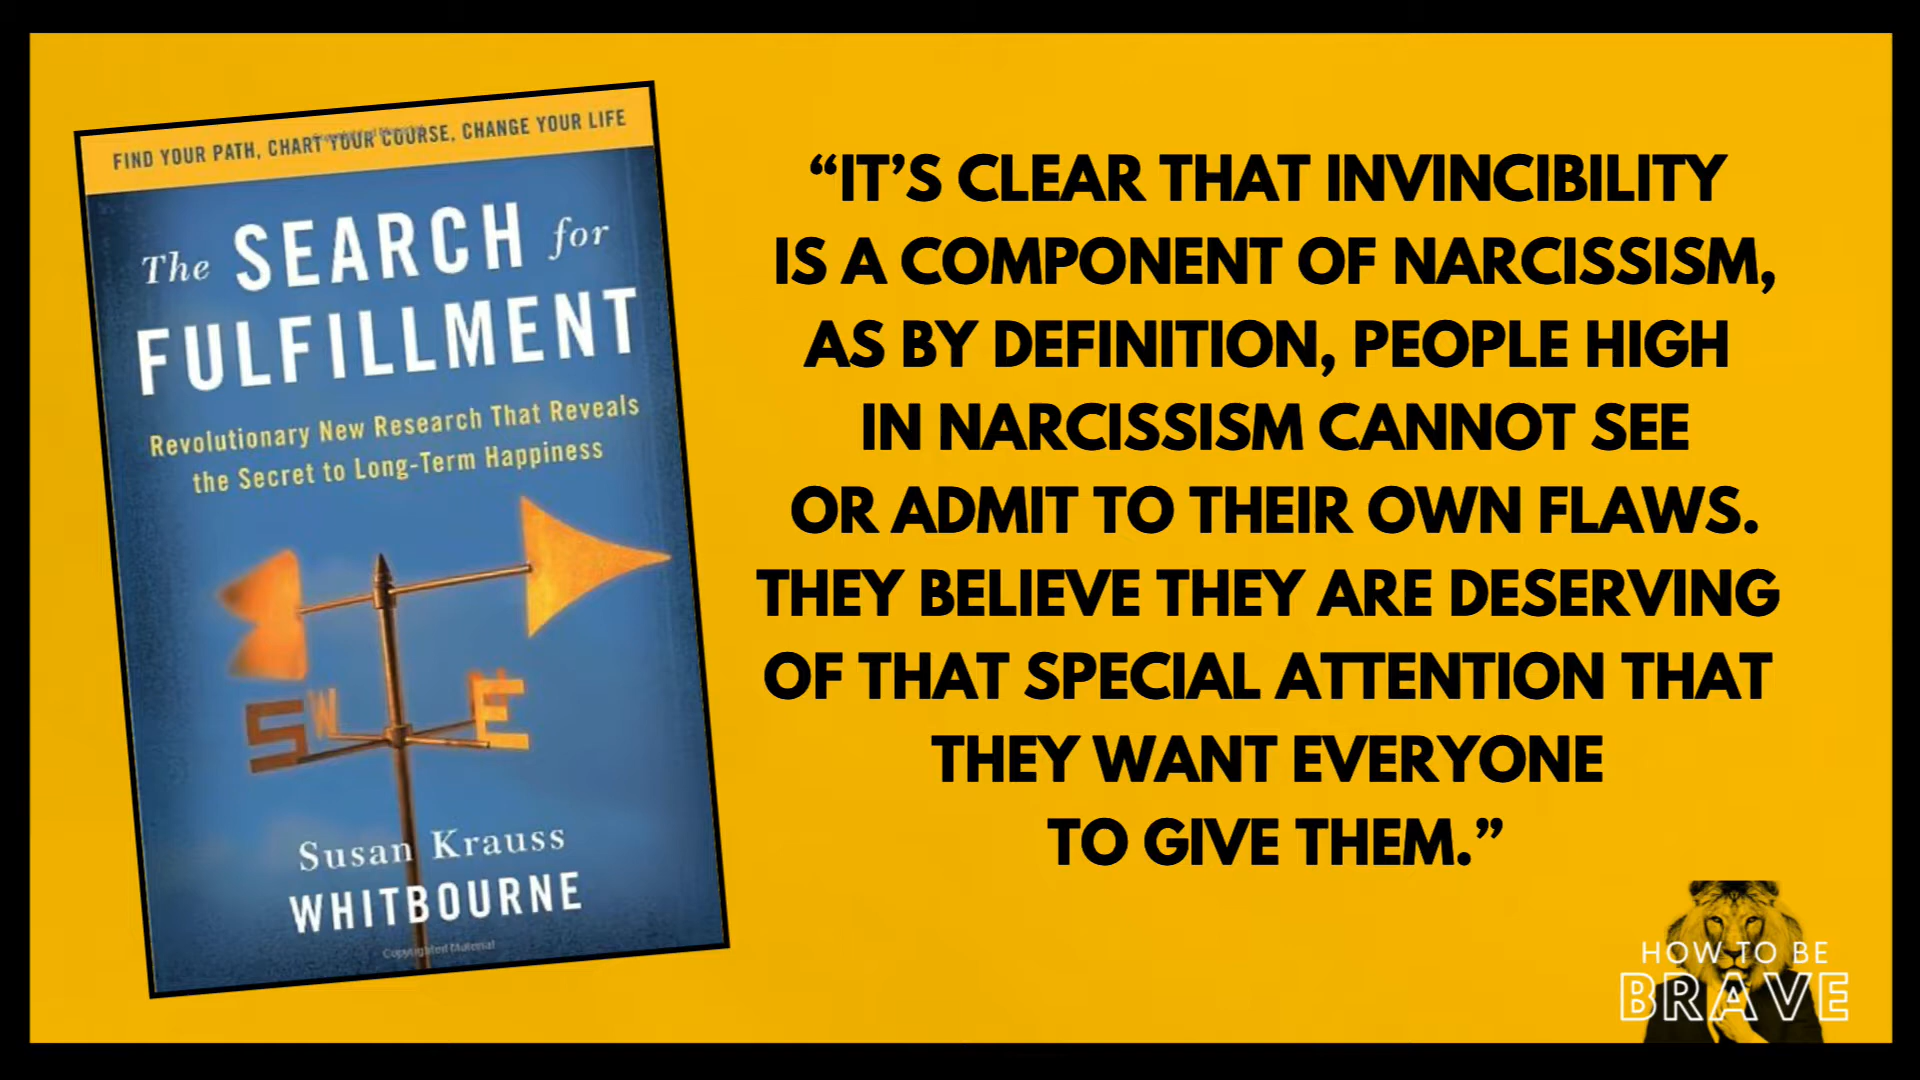 FIND YOUR PATH, CHART YOUR COURSE, CHANGE YOUR LIFE
The SEARCH for
FULFILLMENT
Revolutionary New Research That Reveals
the Secret to Long-Term Happiness
S W E
Susan Krauss
WHITBOURNE
Copyrighted Material
“IT’S CLEAR THAT INVINCIBILITY
IS A COMPONENT OF NARCISSISM,
AS BY DEFINITION, PEOPLE HIGH
IN NARCISSISM CANNOT SEE
OR ADMIT TO THEIR OWN FLAWS.
THEY BELIEVE THEY ARE DESERVING
OF THAT SPECIAL ATTENTION THAT
THEY WANT EVERYONE
TO GIVE THEM.”
HOW TO BE
BRAVE